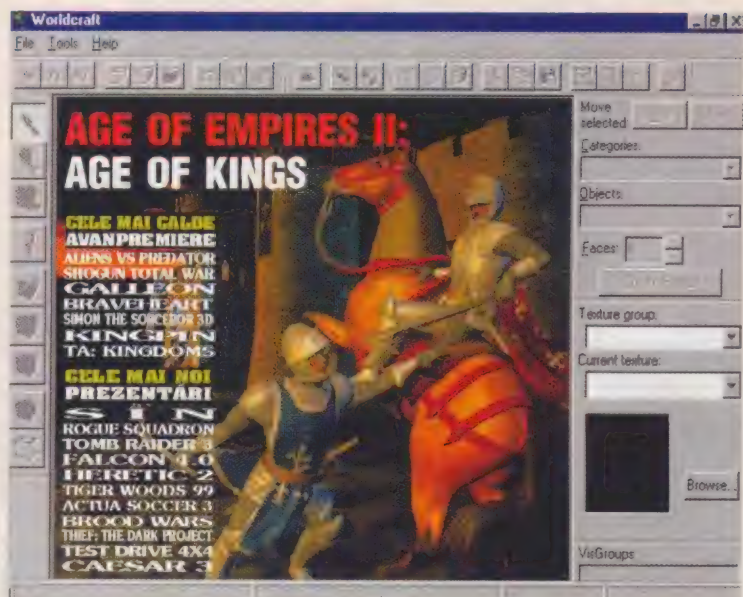 Worldcraft
File Tools Help
AGE OF EMPIRES II:
AGE OF KINGS
CELE MAI CALDE
AVANPREMIERE
ALIENS VS PREDATOR
SHOGUN TOTAL WAR
GALLEON
BRAVEHEART
SIMON THE SORCEROR 3D
KINGPIN
TA: KINGDOMS
CELE MAI NOI
PREZENTĂRI
SIN
ROGUE SQUADRON
TOMB RAIDER 3
FALCON 4.0
HERETIC 2
TIGER WOODS 99
ACTUA SOCCER 3
BROOD WARS
THIEF: THE DARK PROJECT
TEST DRIVE 4X4
CAESAR 3
Move
selected:
Categories:
Objects:
Faces:
Texture group:
Current texture:
Browse...
VisGroups